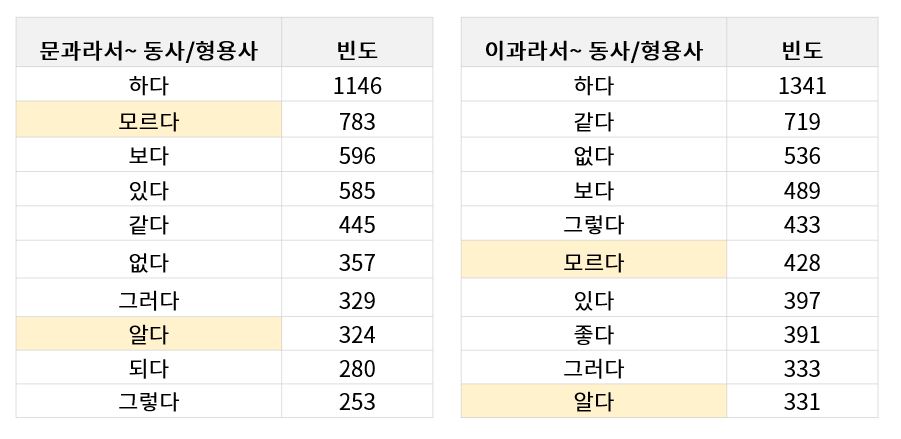 문과라서~ 동사/형용사 빈도 이과라서~ 동사/형용사 빈도
하다 1146 하다 1341
모르다 783 같다 719
보다 596 없다 536
있다 585 보다 489
같다 445 그렇다 433
없다 357 모르다 428
그러다 329 있다 397
알다 324 좋다 391
되다 280 그러다 333
그렇다 253 알다 331